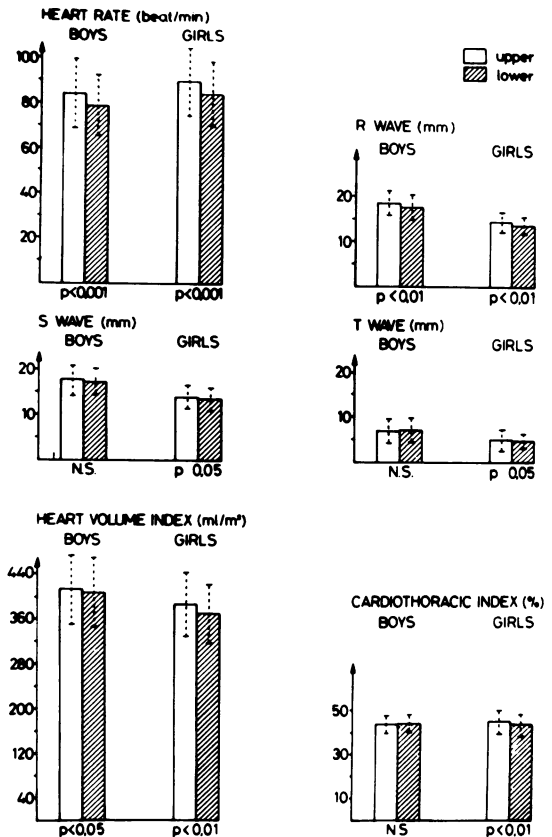 HEART RATE (beat/min)
BOYS GIRLS
80
60
40
20
p<0,001 p<0,001
upper
lower
R WAVE (mm)
BOYS GIRLS
20
10
p<0,01 p<0,01
S WAVE (mm)
BOYS GIRLS
20
10
N.S. p 0,05
T WAVE (mm)
BOYS GIRLS
20
10
N.S. p 0,05
HEART VOLUME INDEX (ml/m²)
BOYS GIRLS
440
360
280
200
120
40
p<0,05 p<0,01
CARDIOTHORACIC INDEX (%)
BOYS GIRLS
50
40
10
NS p<0,01